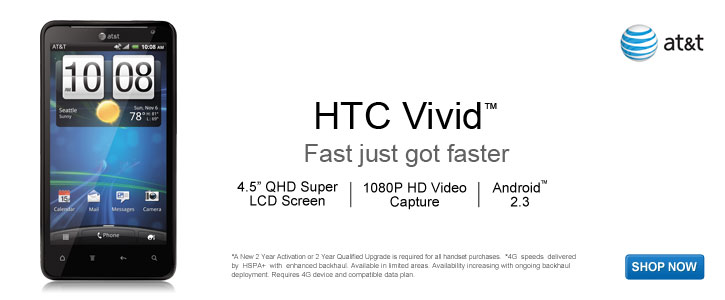 at&t
AT&T 10:08 AM
10 08
AM
Seattle
Sunny
Sun, Nov 6
78° H: 81°
L: 69°
Calendar Mail Messages Camera
Phone
at&t
HTC Vivid™
Fast just got faster
4.5” QHD Super
LCD Screen
1080P HD Video
Capture
Android™
2.3
*A New 2 Year Activation or 2 Year Qualified Upgrade is required for all handset purchases. *4G speeds delivered
by HSPA+ with enhanced backhaul. Available in limited areas. Availability increasing with ongoing backhaul
deployment. Requires 4G device and compatible data plan.
SHOP NOW